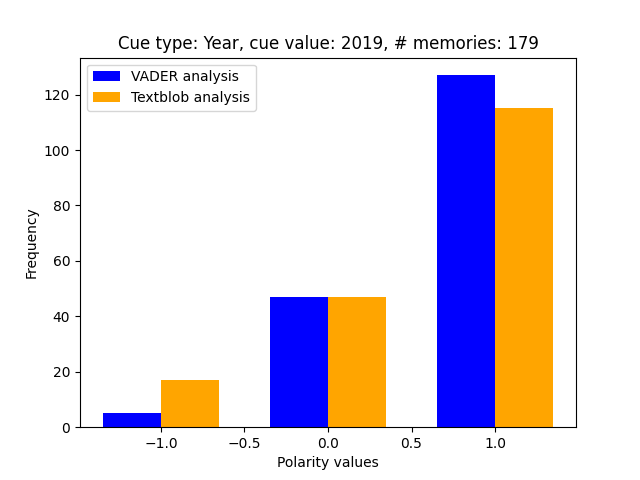 Cue type: Year, cue value: 2019, # memories: 179
VADER analysis
Textblob analysis
Frequency
120
100
80
60
40
20
0
−1.0 −0.5 0.0 0.5 1.0
Polarity values